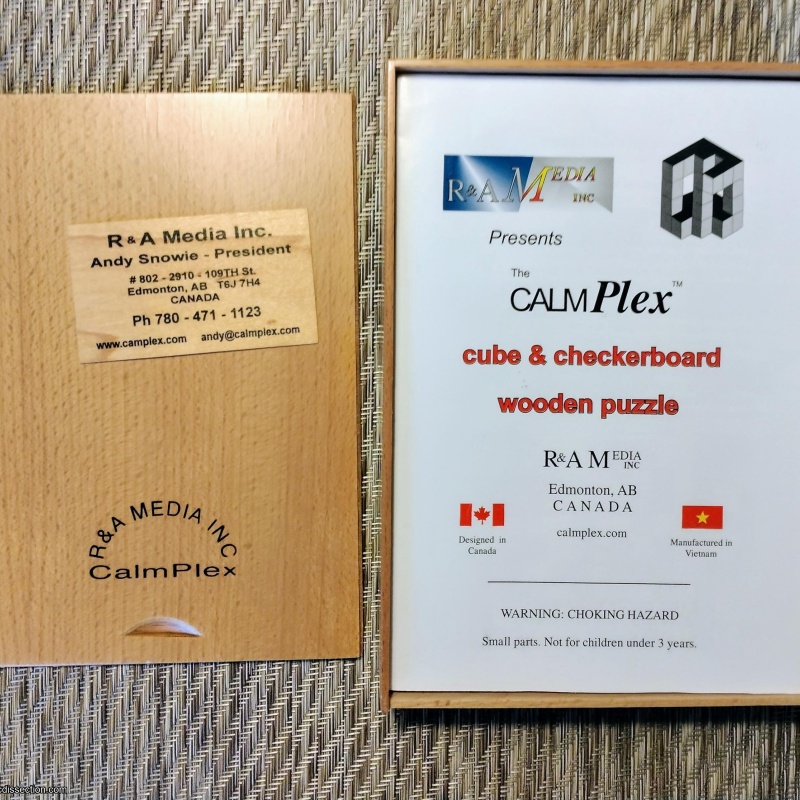 R & A Media Inc.
Andy Snowie - President
# 802 - 2910 - 109TH St.
Edmonton, AB T6J 7H4
CANADA
Ph 780 - 471 - 1123
www.camplex.com andy@calmplex.com
R&A MEDIA INC
CalmPlex
R&A MEDIA
INC
Presents
The
CALMPlex™
cube & checkerboard
wooden puzzle
R&A MEDIA
INC
Edmonton, AB
CANADA
calmplex.com
Designed in
Canada
Manufactured in
Vietnam
WARNING: CHOKING HAZARD
Small parts. Not for children under 3 years.